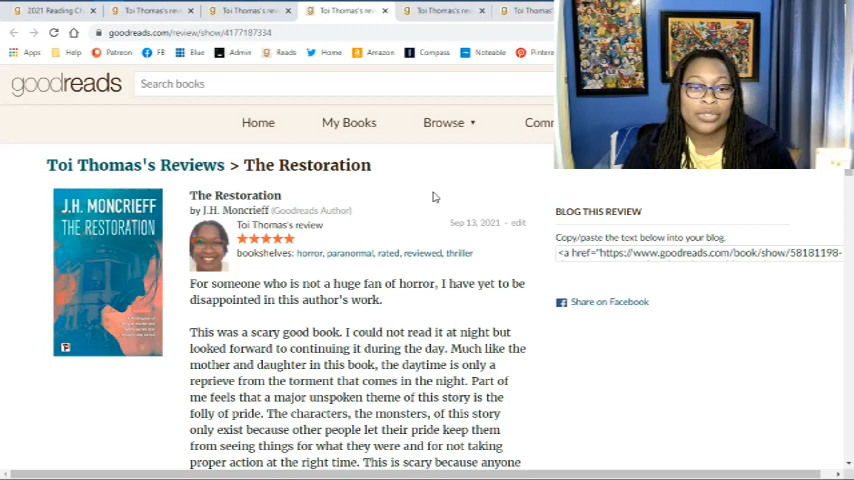 2021 Reading Ch
Toi Thomas's revi
Toi Thomas's revi
Toi Thomas's revi
Toi Thomas's revi
Toi Thomas's
goodreads.com/review/show/4177187334
Apps Help Patreon FB Blue Admin Reads Home Amazon Compass Noteable Pinterest
goodreads
Search books
Home My Books Browse Comm
Toi Thomas's Reviews > The Restoration
J.H. MONCRIEFF
THE RESTORATION
The Restoration
by J.H. Moncrieff (Goodreads Author)
Toi Thomas's review
Sep 13, 2021 - edit
bookshelves: horror, paranormal, rated, reviewed, thriller
For someone who is not a huge fan of horror, I have yet to be
disappointed in this author's work.
This was a scary good book. I could not read it at night but
looked forward to continuing it during the day. Much like the
mother and daughter in this book, the daytime is only a
reprieve from the torment that comes in the night. Part of
me feels that a major unspoken theme of this story is the
folly of pride. The characters, the monsters, of this story
only exist because other people let their pride keep them
from seeing things for what they were and for not taking
proper action at the right time. This is scary because anyone
BLOG THIS REVIEW
Copy/paste the text below into your blog.
<a href="https://www.goodreads.com/book/show/58181198-
Share on Facebook